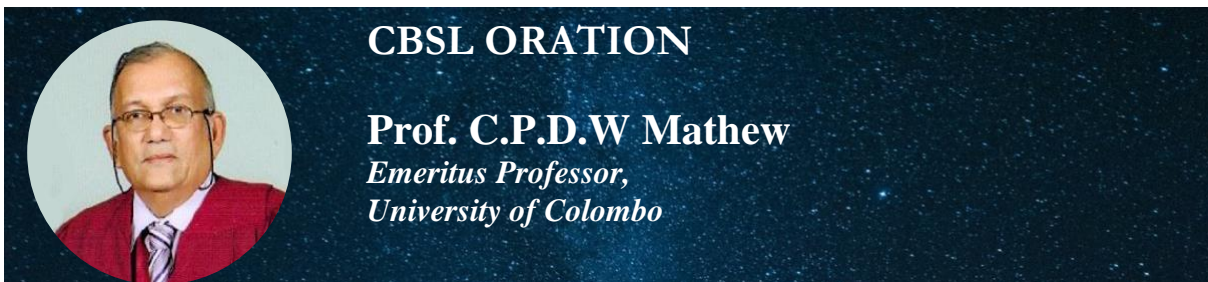 CBSL ORATION
Prof. C.P.D.W Mathew
Emeritus Professor,
University of Colombo